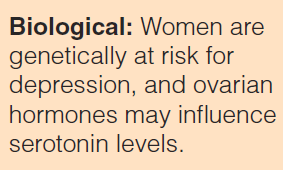 Biological: Women are
genetically at risk for
depression, and ovarian
hormones may influence
serotonin levels.